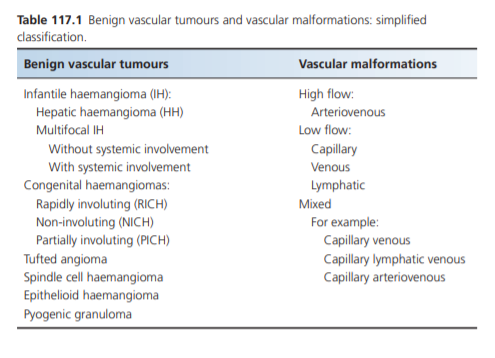 Table 117.1 Benign vascular tumours and vascular malformations: simplified
classification.
Benign vascular tumours
Infantile haemangioma (IH):
Hepatic haemangioma (HH)
Multifocal IH
Without systemic involvement
With systemic involvement
Congenital haemangiomas:
Rapidly involuting (RICH)
Non-involuting (NICH)
Partially involuting (PICH)
Tufted angioma
Spindle cell haemangioma
Epithelioid haemangioma
Pyogenic granuloma
Vascular malformations
High flow:
Arteriovenous
Low flow:
Capillary
Venous
Lymphatic
Mixed
For example:
Capillary venous
Capillary lymphatic venous
Capillary arteriovenous